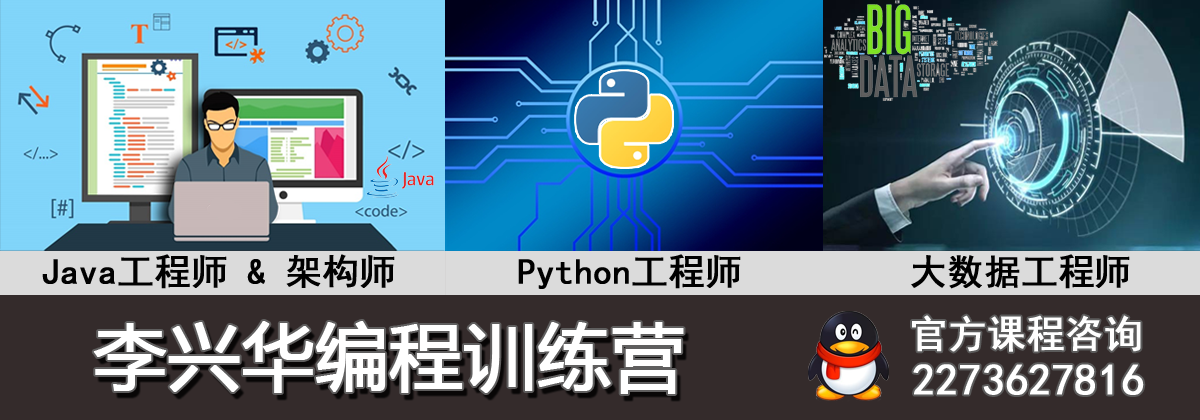 T
</>
</...>
[#]
</>
Java
<code>
BIG
DATA
ANALYTICS
STORAGE
Java工程师 & 架构师
Python工程师
大数据工程师
李兴华编程训练营
官方课程咨询
2273627816